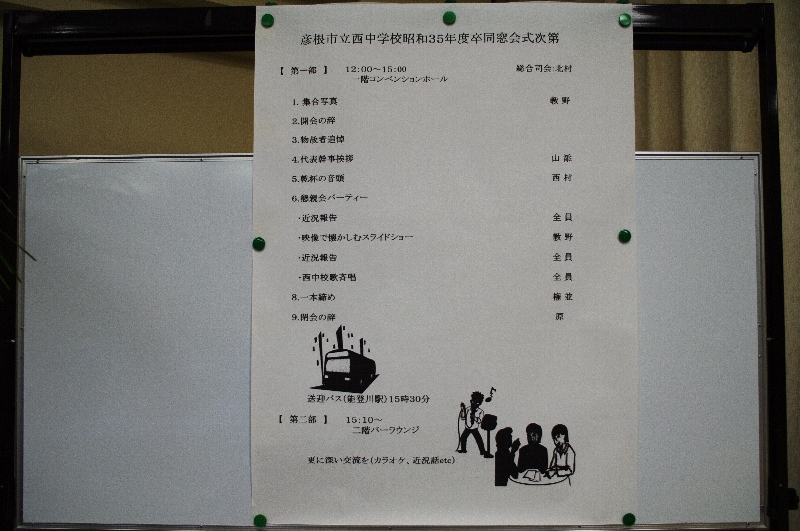 彦根市立西中学校昭和35年度卒同窓会式次第
【 第一部 】 12:00～15:00 総合司会:北村
一階コンベンションホール
1. 集合写真 教野
2.開会の辞
3.物故者追悼
4.代表幹事挨拶 山添
5.乾杯の音頭 西村
6.懇親会パーティー
・近況報告 全員
・映像で懐かしむスライドショー 教野
・近況報告 全員
・西中校歌斉唱 全員
8.一本締め 権並
9.閉会の辞 原
送迎バス(能登川駅)15時30分
【 第二部 】 15:10～
二階バーラウンジ
更に深い交流を(カラオケ、近況話etc)